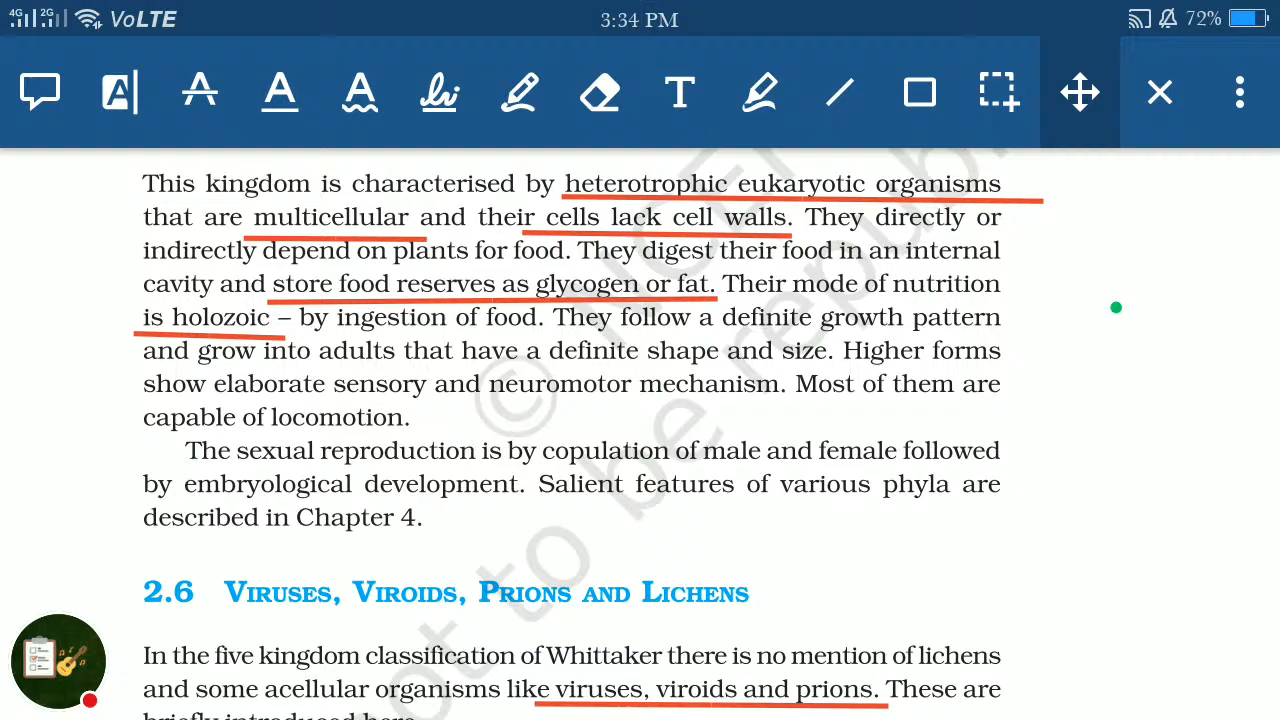 4G 2G VoLTE 3:34 PM 72%
This kingdom is characterised by heterotrophic eukaryotic organisms
that are multicellular and their cells lack cell walls. They directly or
indirectly depend on plants for food. They digest their food in an internal
cavity and store food reserves as glycogen or fat. Their mode of nutrition
is holozoic – by ingestion of food. They follow a definite growth pattern
and grow into adults that have a definite shape and size. Higher forms
show elaborate sensory and neuromotor mechanism. Most of them are
capable of locomotion.
The sexual reproduction is by copulation of male and female followed
by embryological development. Salient features of various phyla are
described in Chapter 4.
2.6 VIRUSES, VIROIDS, PRIONS AND LICHENS
In the five kingdom classification of Whittaker there is no mention of lichens
and some acellular organisms like viruses, viroids and prions. These are
briefly introduced here